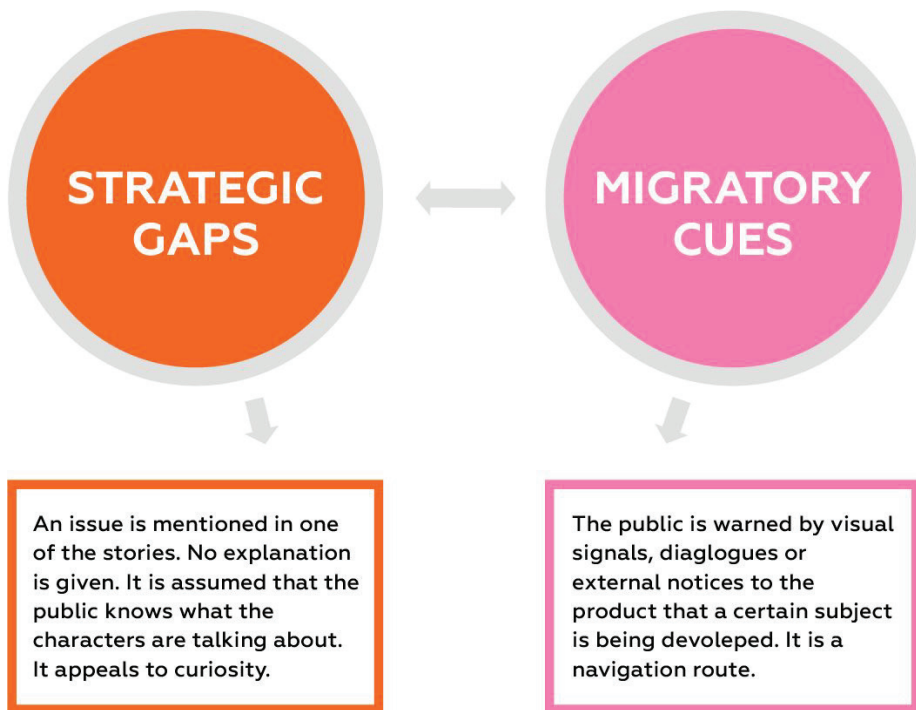 STRATEGIC
GAPS
MIGRATORY
CUES
An issue is mentioned in one
of the stories. No explanation
is given. It is assumed that the
public knows what the
characters are talking about.
It appeals to curiosity.
The public is warned by visual
signals, diaglogues or
external notices to the
product that a certain subject
is being devoleped. It is a
navigation route.